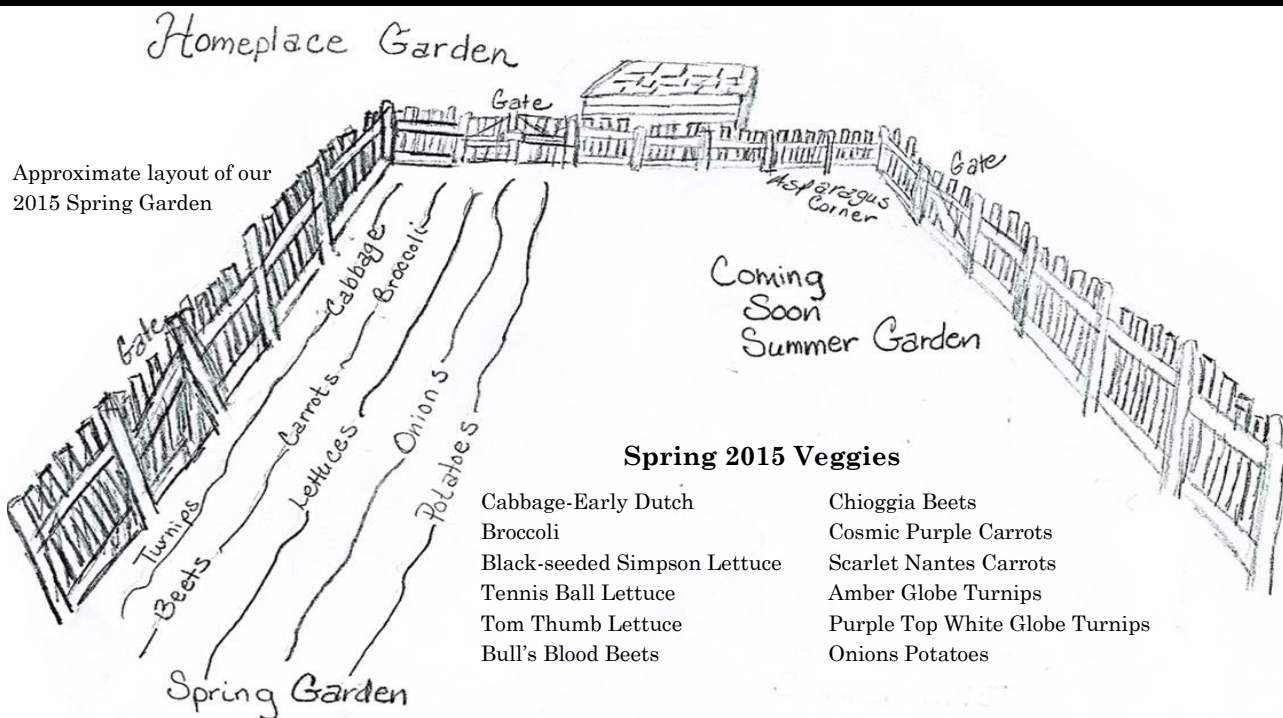 Homeplace Garden
Gate
Approximate layout of our
2015 Spring Garden
Gate
Asparagus
Corner
Cabbage
Broccoli
Coming
Soon
Summer Garden
Gate
Carrots
Onions
Lettuces
Potatoes
Turnips
Beets
Spring Garden
Spring 2015 Veggies
Cabbage-Early Dutch
Broccoli
Black-seeded Simpson Lettuce
Tennis Ball Lettuce
Tom Thumb Lettuce
Bull's Blood Beets
Chioggia Beets
Cosmic Purple Carrots
Scarlet Nantes Carrots
Amber Globe Turnips
Purple Top White Globe Turnips
Onions Potatoes